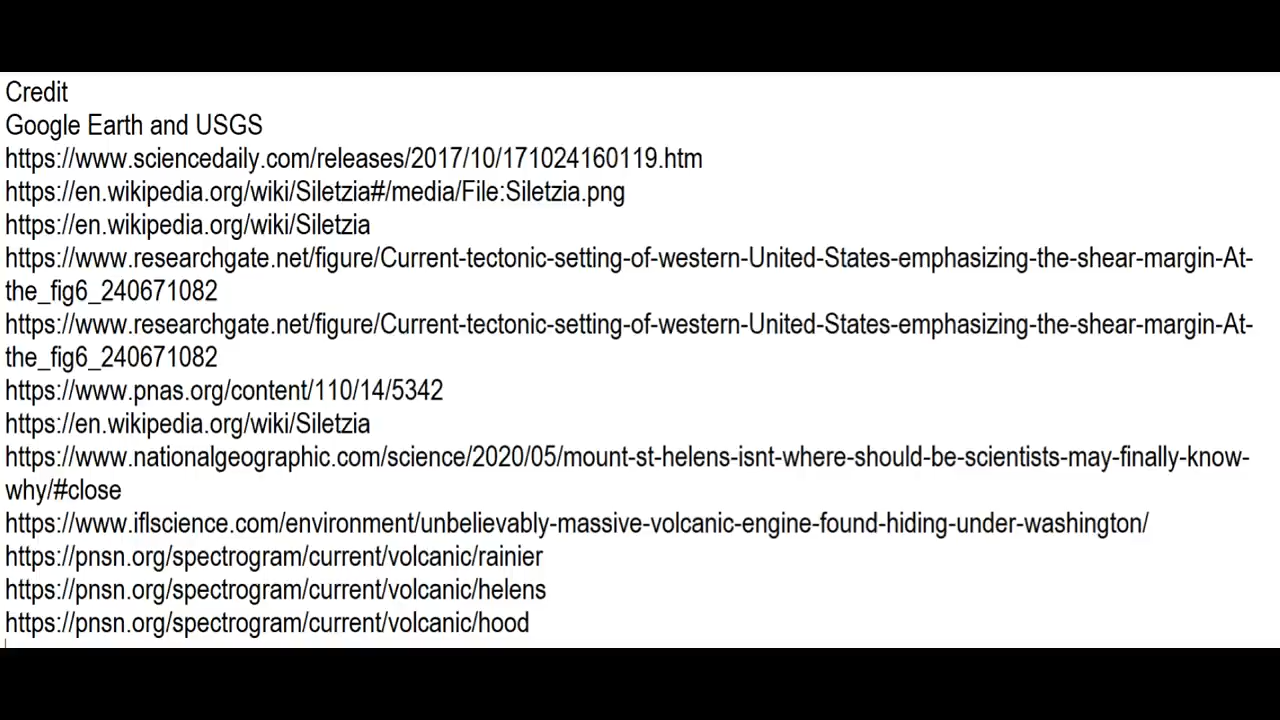 Credit
Google Earth and USGS
https://www.sciencedaily.com/releases/2017/10/171024160119.htm
https://en.wikipedia.org/wiki/Siletzia#/media/File:Siletzia.png
https://en.wikipedia.org/wiki/Siletzia
https://www.researchgate.net/figure/Current-tectonic-setting-of-western-United-States-emphasizing-the-shear-margin-At-
the_fig6_240671082
https://www.researchgate.net/figure/Current-tectonic-setting-of-western-United-States-emphasizing-the-shear-margin-At-
the_fig6_240671082
https://www.pnas.org/content/110/14/5342
https://en.wikipedia.org/wiki/Siletzia
https://www.nationalgeographic.com/science/2020/05/mount-st-helens-isnt-where-should-be-scientists-may-finally-know-
why/#close
https://www.iflscience.com/environment/unbelievably-massive-volcanic-engine-found-hiding-under-washington/
https://pnsn.org/spectrogram/current/volcanic/rainier
https://pnsn.org/spectrogram/current/volcanic/helens
https://pnsn.org/spectrogram/current/volcanic/hood